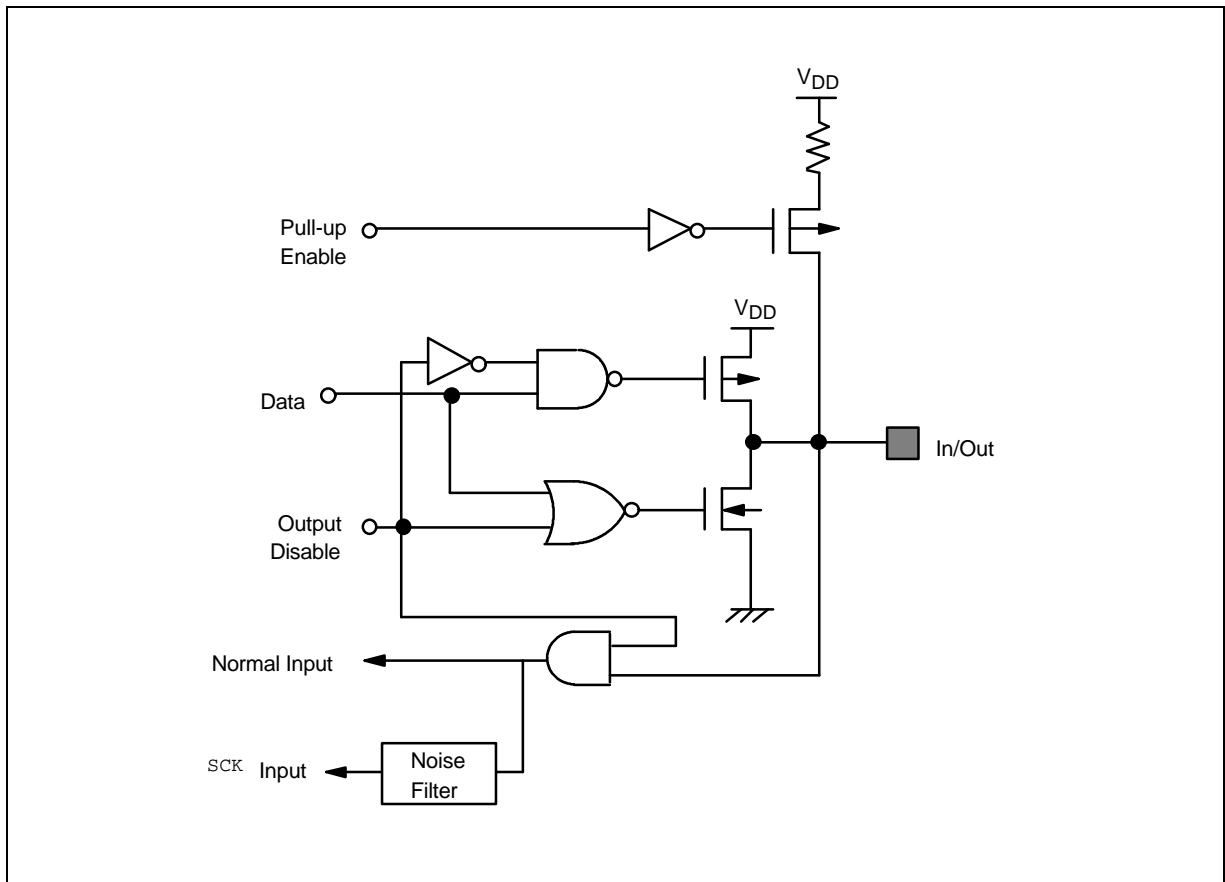 VDD
Pull-up
Enable
VDD
Data
In/Out
Output
Disable
Normal Input
SCK Input
Noise
Filter